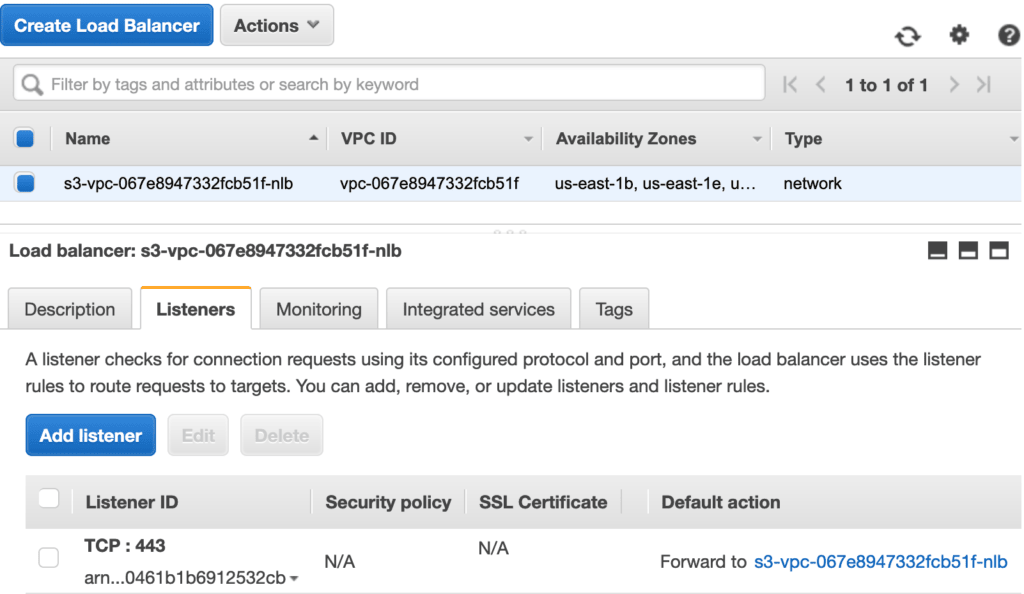 Create Load Balancer Actions
Filter by tags and attributes or search by keyword 1 to 1 of 1
Name VPC ID Availability Zones Type
s3-vpc-067e8947332fcb51f-nlb vpc-067e8947332fcb51f us-east-1b, us-east-1e, u... network
Load balancer: s3-vpc-067e8947332fcb51f-nlb
Description Listeners Monitoring Integrated services Tags
A listener checks for connection requests using its configured protocol and port, and the load balancer uses the listener
rules to route requests to targets. You can add, remove, or update listeners and listener rules.
Add listener Edit Delete
Listener ID Security policy SSL Certificate Default action
TCP : 443
arn...0461b1b6912532cb N/A N/A Forward to s3-vpc-067e8947332fcb51f-nlb